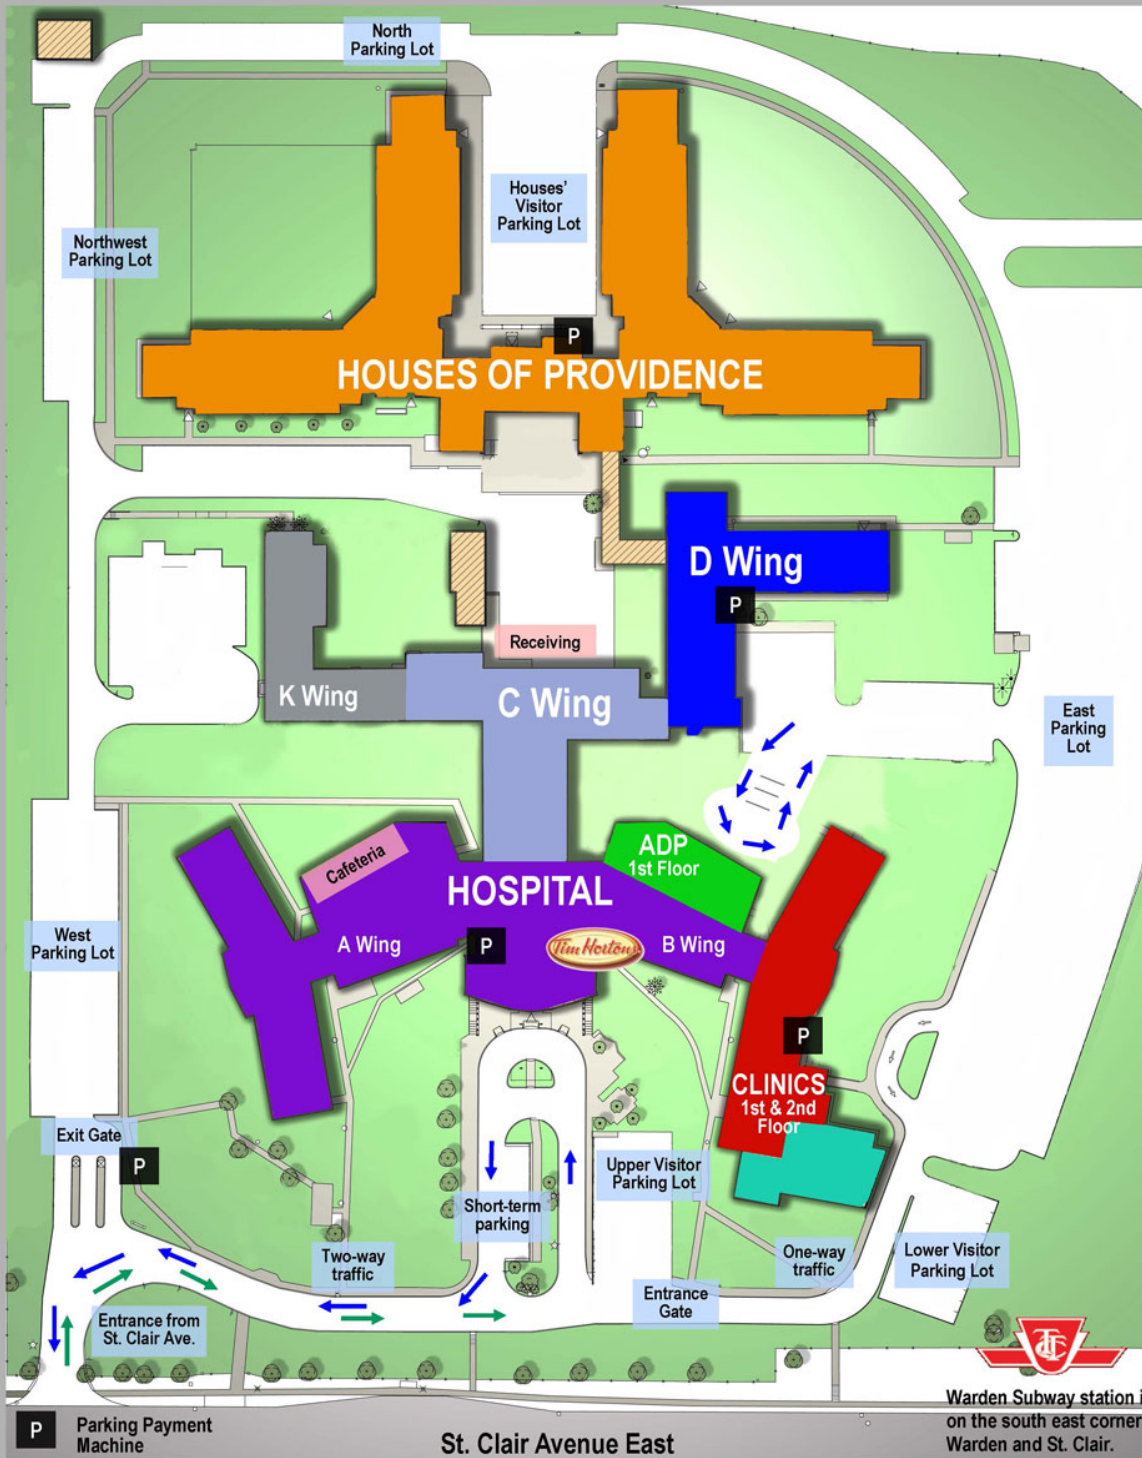 North
Parking Lot
Houses'
Visitor
Parking Lot
Northwest
Parking Lot
P
HOUSES OF PROVIDENCE
D Wing
P
Receiving
K Wing
C Wing
East
Parking
Lot
ADP
1st Floor
Cafeteria
HOSPITAL
West
Parking Lot
A Wing
P
Tim Hortons
B Wing
P
CLINICS
1st & 2nd
Floor
Exit Gate
P
Upper Visitor
Parking Lot
Short-term
parking
Two-way
traffic
One-way
traffic
Lower Visitor
Parking Lot
Entrance
Gate
Entrance from
St. Clair Ave.
TTC
Warden Subway station i
on the south east corner
Warden and St. Clair.
P
Parking Payment
Machine
St. Clair Avenue East